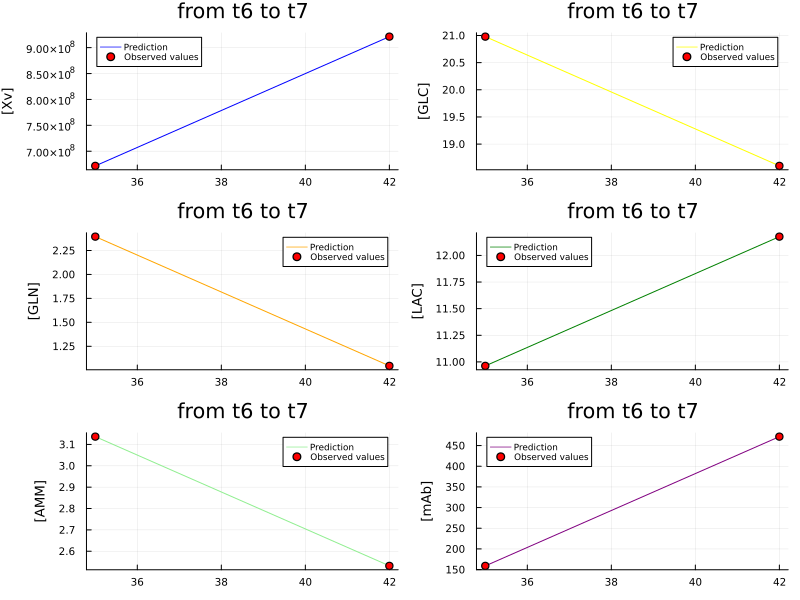 from t6 to t7
[Xv]
9.00×10⁸
8.50×10⁸
8.00×10⁸
7.50×10⁸
7.00×10⁸
Prediction
Observed values
36 38 40 42
from t6 to t7
[GLC]
21.0
20.5
20.0
19.5
19.0
Prediction
Observed values
36 38 40 42
from t6 to t7
[GLN]
2.25
2.00
1.75
1.50
1.25
Prediction
Observed values
36 38 40 42
from t6 to t7
[LAC]
12.00
11.75
11.50
11.25
11.00
Prediction
Observed values
36 38 40 42
from t6 to t7
[AMM]
3.1
3.0
2.9
2.8
2.7
2.6
Prediction
Observed values
36 38 40 42
from t6 to t7
[mAb]
450
400
350
300
250
200
150
Prediction
Observed values
36 38 40 42